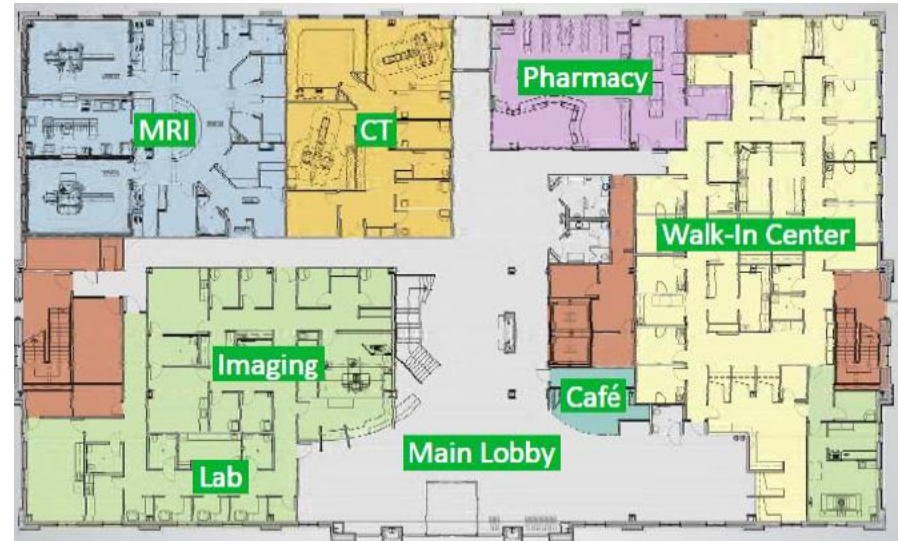 Pharmacy
MRI
CT
Walk-In Center
Imaging
Café
Main Lobby
Lab